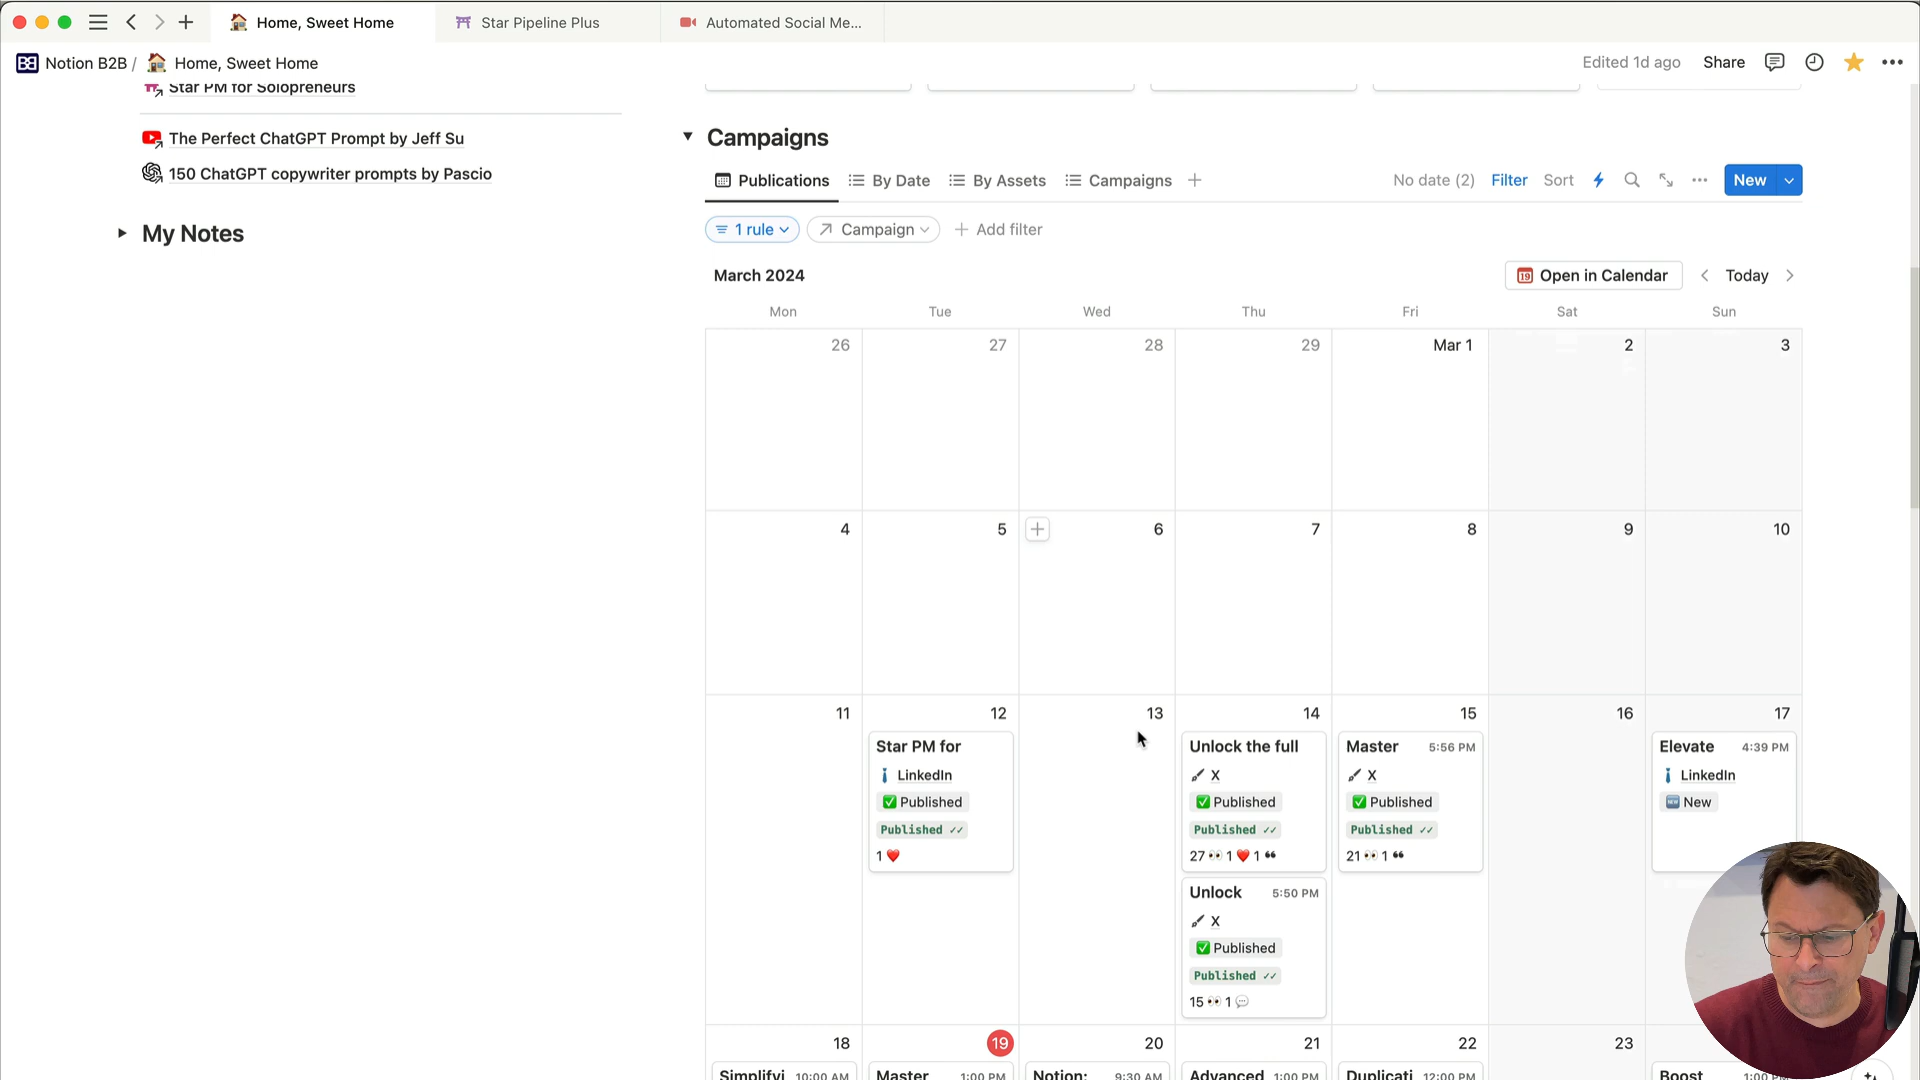 Home, Sweet Home
Star Pipeline Plus
Automated Social Me...
Notion B2B / Home, Sweet Home
Edited 1d ago
Share
Star PM for Solopreneurs
The Perfect ChatGPT Prompt by Jeff Su
150 ChatGPT copywriter prompts by Pascio
My Notes
Campaigns
Publications By Date By Assets Campaigns
No date (2) Filter Sort New
1 rule Campaign Add filter
March 2024
Open in Calendar Today
Mon Tue Wed Thu Fri Sat Sun
26 27 28 29 Mar 1 2 3
4 5 6 7 8 9 10
11 12 13 14 15 16 17
Star PM for
LinkedIn
Published
Published ✓✓
1 ❤️
Unlock the full
X
Published
Published ✓✓
27 👀 1 ❤️ 1 ❝
Unlock 5:50 PM
X
Published
Published ✓✓
15 👀 1 💬
Master 5:56 PM
X
Published
Published ✓✓
21 👀 1 ❝
Elevate 4:39 PM
LinkedIn
New
18 19 20 21 22 23
Simplifyi 10:00 AM
Master 1:00 PM
Notion: 9:30 AM
Advanced 1:00 PM
Duplicati 12:00 PM
Boost 1:00 PM